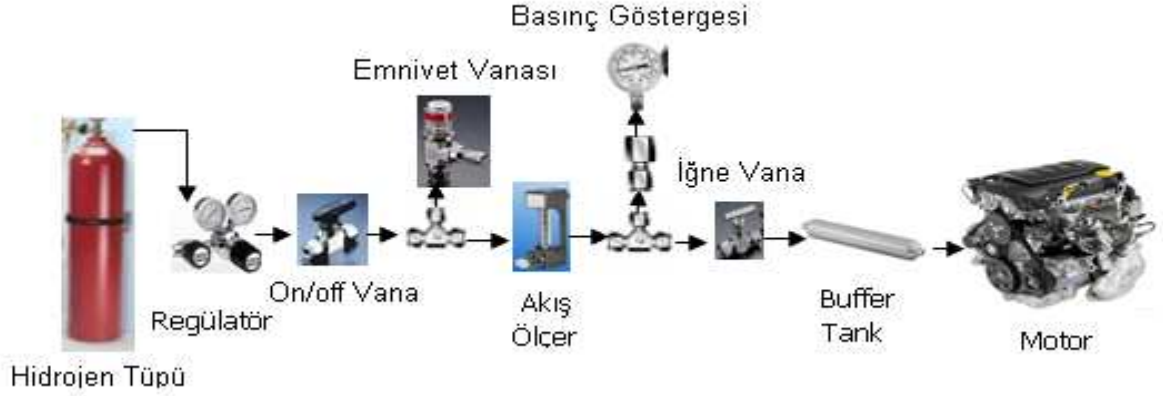 Basınç Göstergesi
Emnivet Vanası
İğne Vana
On/off Vana
Regülatör
Akış
Ölçer
Buffer
Tank
Motor
Hidrojen Tüpü